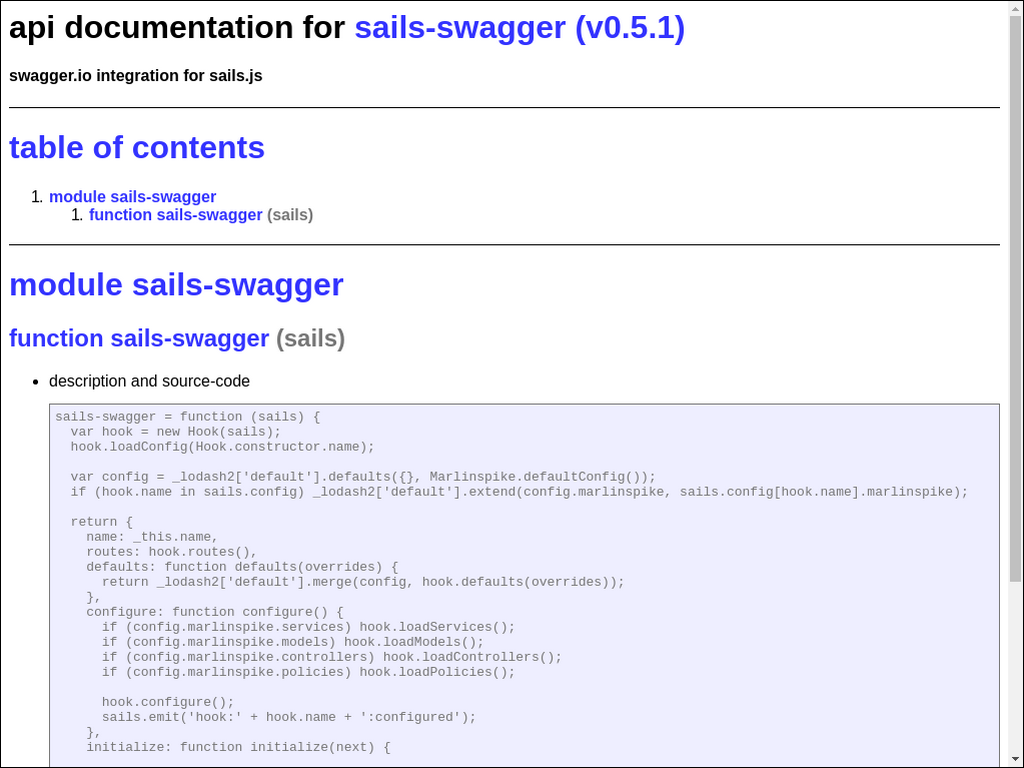 api documentation for sails-swagger (v0.5.1)
swagger.io integration for sails.js
table of contents
1. module sails-swagger
1. function sails-swagger (sails)
module sails-swagger
function sails-swagger (sails)
• description and source-code
sails-swagger = function (sails) {
  var hook = new Hook(sails);
  hook.loadConfig(Hook.constructor.name);
  var config = _lodash2['default'].defaults({}, Marlinspike.defaultConfig());
  if (hook.name in sails.config) _lodash2['default'].extend(config.marlinspike, sails.config[hook.name].marlinspike);
  return {
    name: _this.name,
    routes: hook.routes(),
    defaults: function defaults(overrides) {
      return _lodash2['default'].merge(config, hook.defaults(overrides));
    },
    configure: function configure() {
      if (config.marlinspike.services) hook.loadServices();
      if (config.marlinspike.models) hook.loadModels();
      if (config.marlinspike.controllers) hook.loadControllers();
      if (config.marlinspike.policies) hook.loadPolicies();
      hook.configure();
      sails.emit('hook:' + hook.name + ':configured');
    },
    initialize: function initialize(next) {